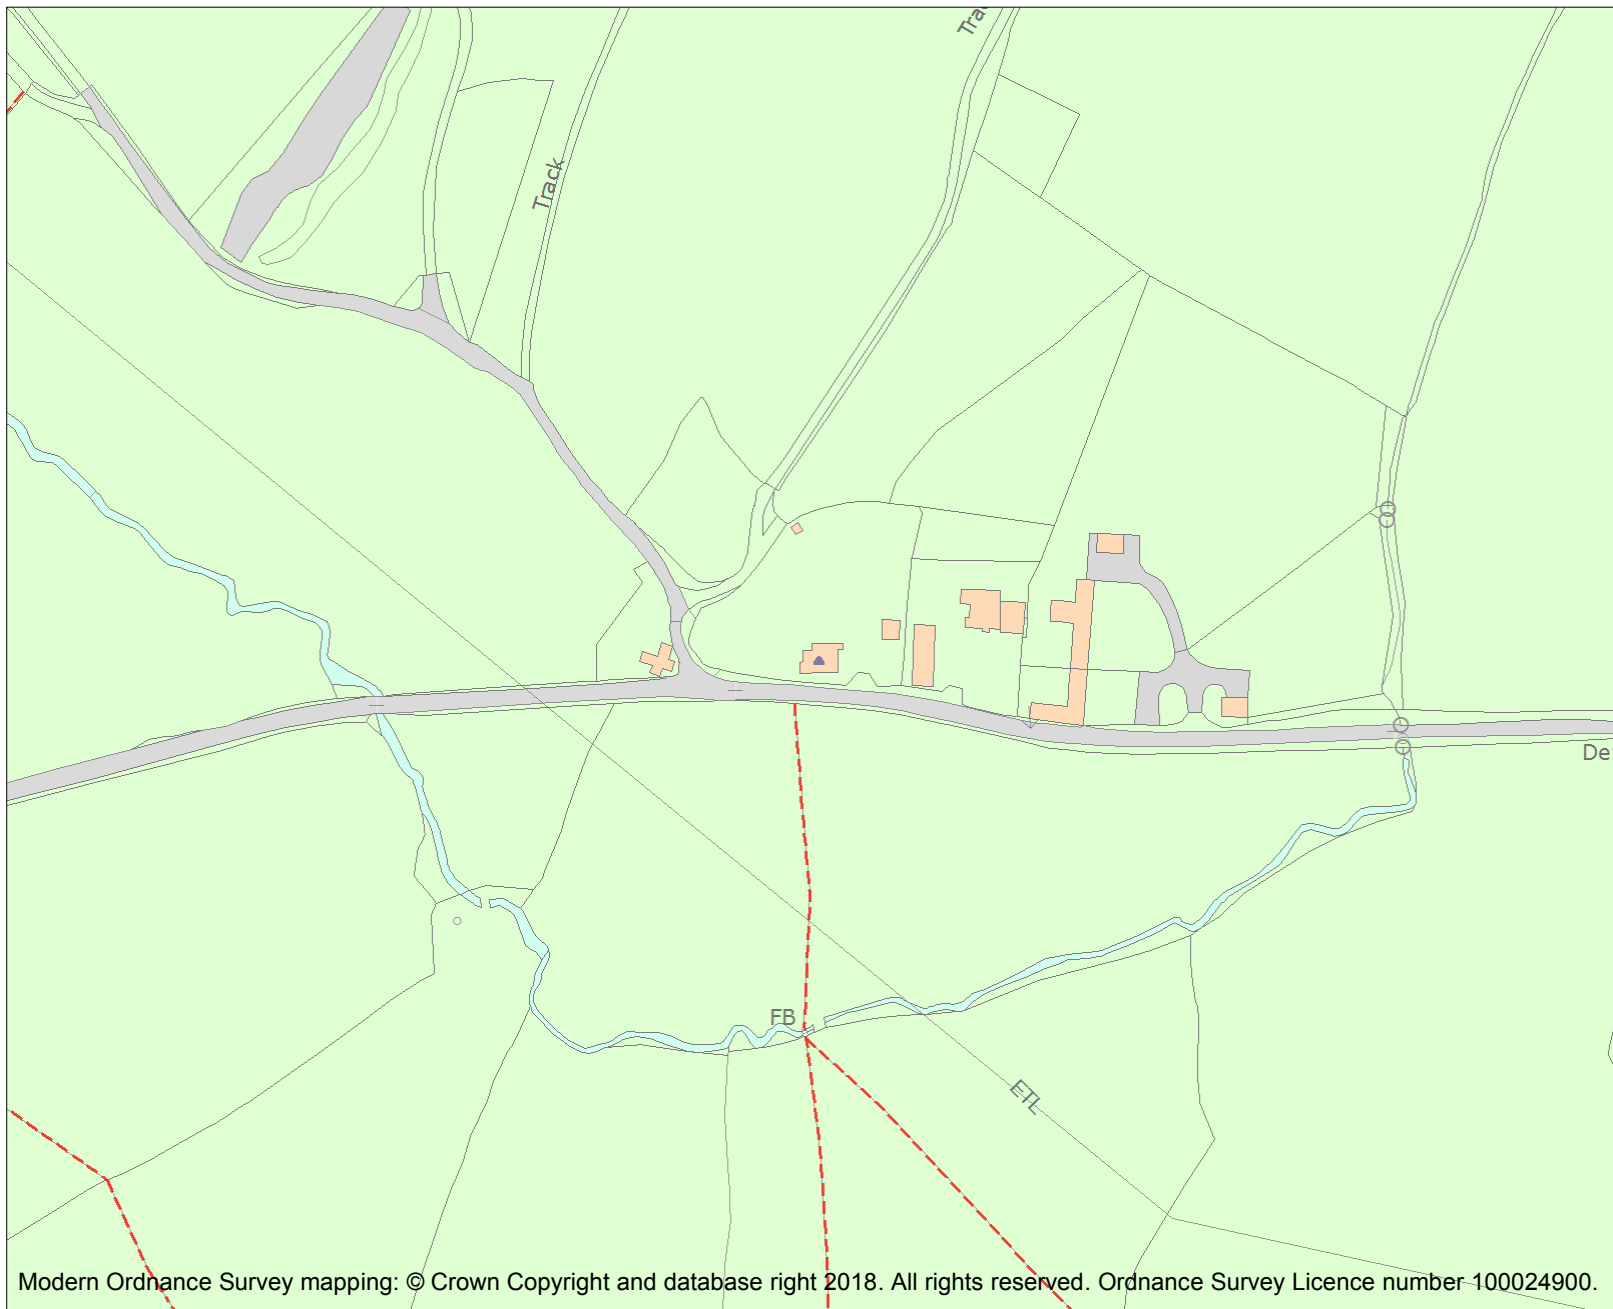 Track
De
FB
ETL
Modern Ordnance Survey mapping: © Crown Copyright and database right 2018. All rights reserved. Ordnance Survey Licence number 100024900.